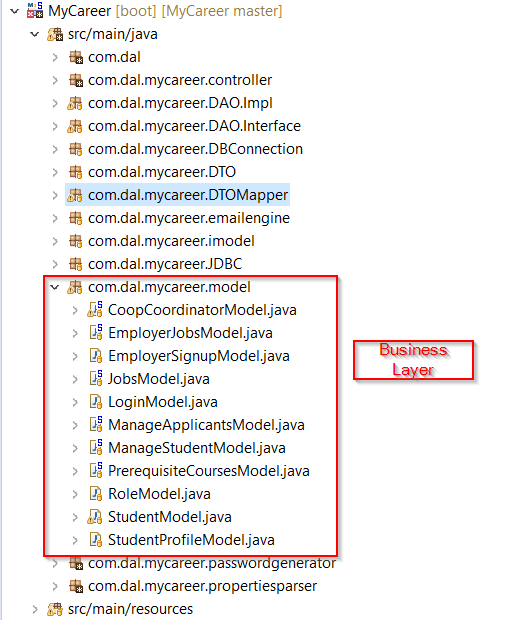 MyCareer [boot] [MyCareer master]
src/main/java
com.dal
com.dal.mycareer.controller
com.dal.mycareer.DAO.Impl
com.dal.mycareer.DAO.Interface
com.dal.mycareer.DBConnection
com.dal.mycareer.DTO
com.dal.mycareer.DTOMapper
com.dal.mycareer.emailengine
com.dal.mycareer.imodel
com.dal.mycareer.JDBC
com.dal.mycareer.model
CoopCoordinatorModel.java
EmployerJobsModel.java
EmployerSignupModel.java
JobsModel.java
LoginModel.java
ManageApplicantsModel.java
ManageStudentModel.java
PrerequisiteCoursesModel.java
RoleModel.java
StudentModel.java
StudentProfileModel.java
com.dal.mycareer.passwordgenerator
com.dal.mycareer.propertiesparser
src/main/resources
Business
Layer